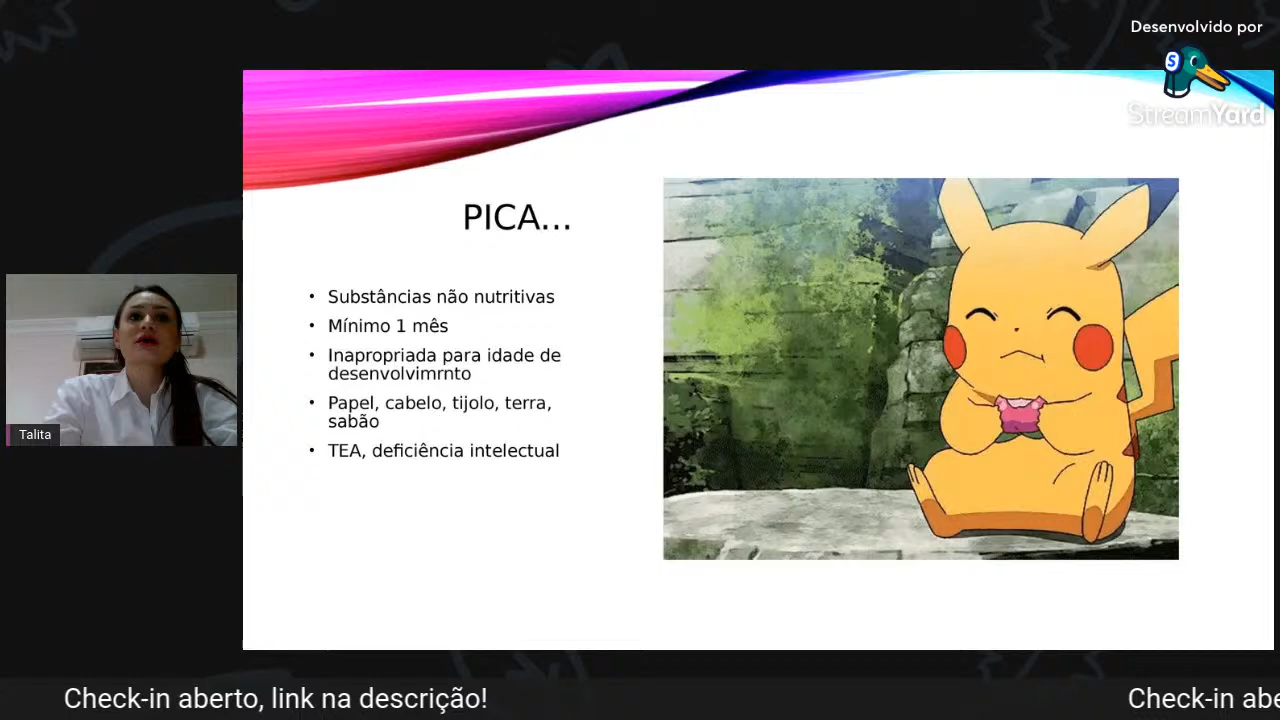 Desenvolvido por
S
StreamYard
PICA...
• Substâncias não nutritivas
• Mínimo 1 mês
• Inapropriada para idade de
desenvolvimrnto
• Papel, cabelo, tijolo, terra,
sabão
• TEA, deficiência intelectual
Talita
Check-in aberto, link na descrição!
Check-in abe